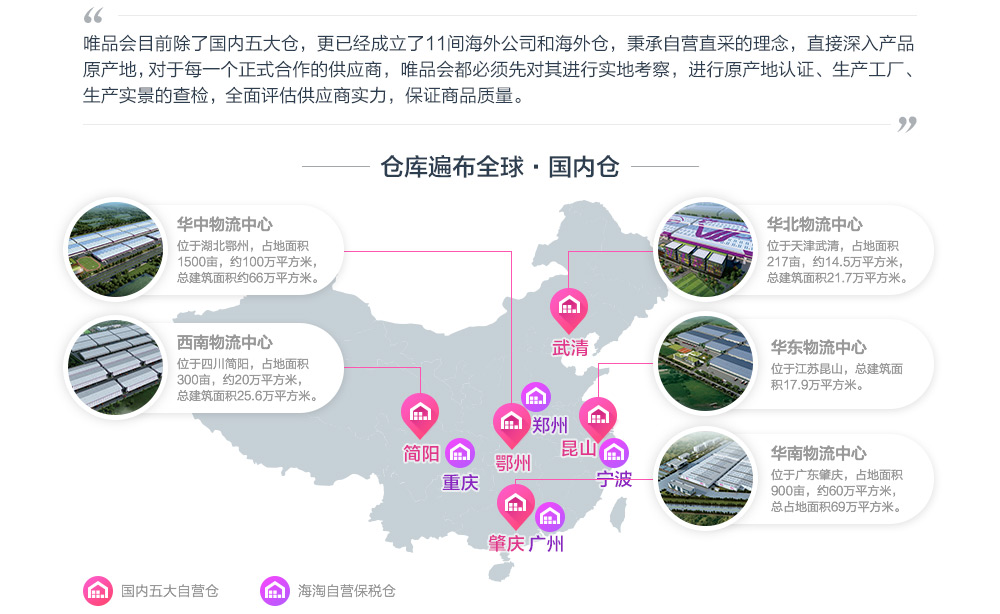 “
唯品会目前除了国内五大仓，更已经成立了11间海外公司和海外仓，秉承自营直采的理念，直接深入产品
原产地，对于每一个正式合作的供应商，唯品会都必须先对其进行实地考察，进行原产地认证、生产工厂、
生产实景的查检，全面评估供应商实力，保证商品质量。
”
仓库遍布全球·国内仓
华中物流中心
位于湖北鄂州，占地面积
1500亩，约100万平方米，
总建筑面积约66万平方米。
西南物流中心
位于四川简阳，占地面积
300亩，约20万平方米，
总建筑面积25.6万平方米。
华北物流中心
位于天津武清，占地面积
217亩，约14.5万平方米，
总建筑面积21.7万平方米。
华东物流中心
位于江苏昆山，总建筑面
积17.9万平方米。
华南物流中心
位于广东肇庆，占地面积
900亩，约60万平方米，
总占地面积69万平方米。
武清
郑州
简阳
鄂州
昆山
重庆
宁波
肇庆
广州
国内五大自营仓
海淘自营保税仓